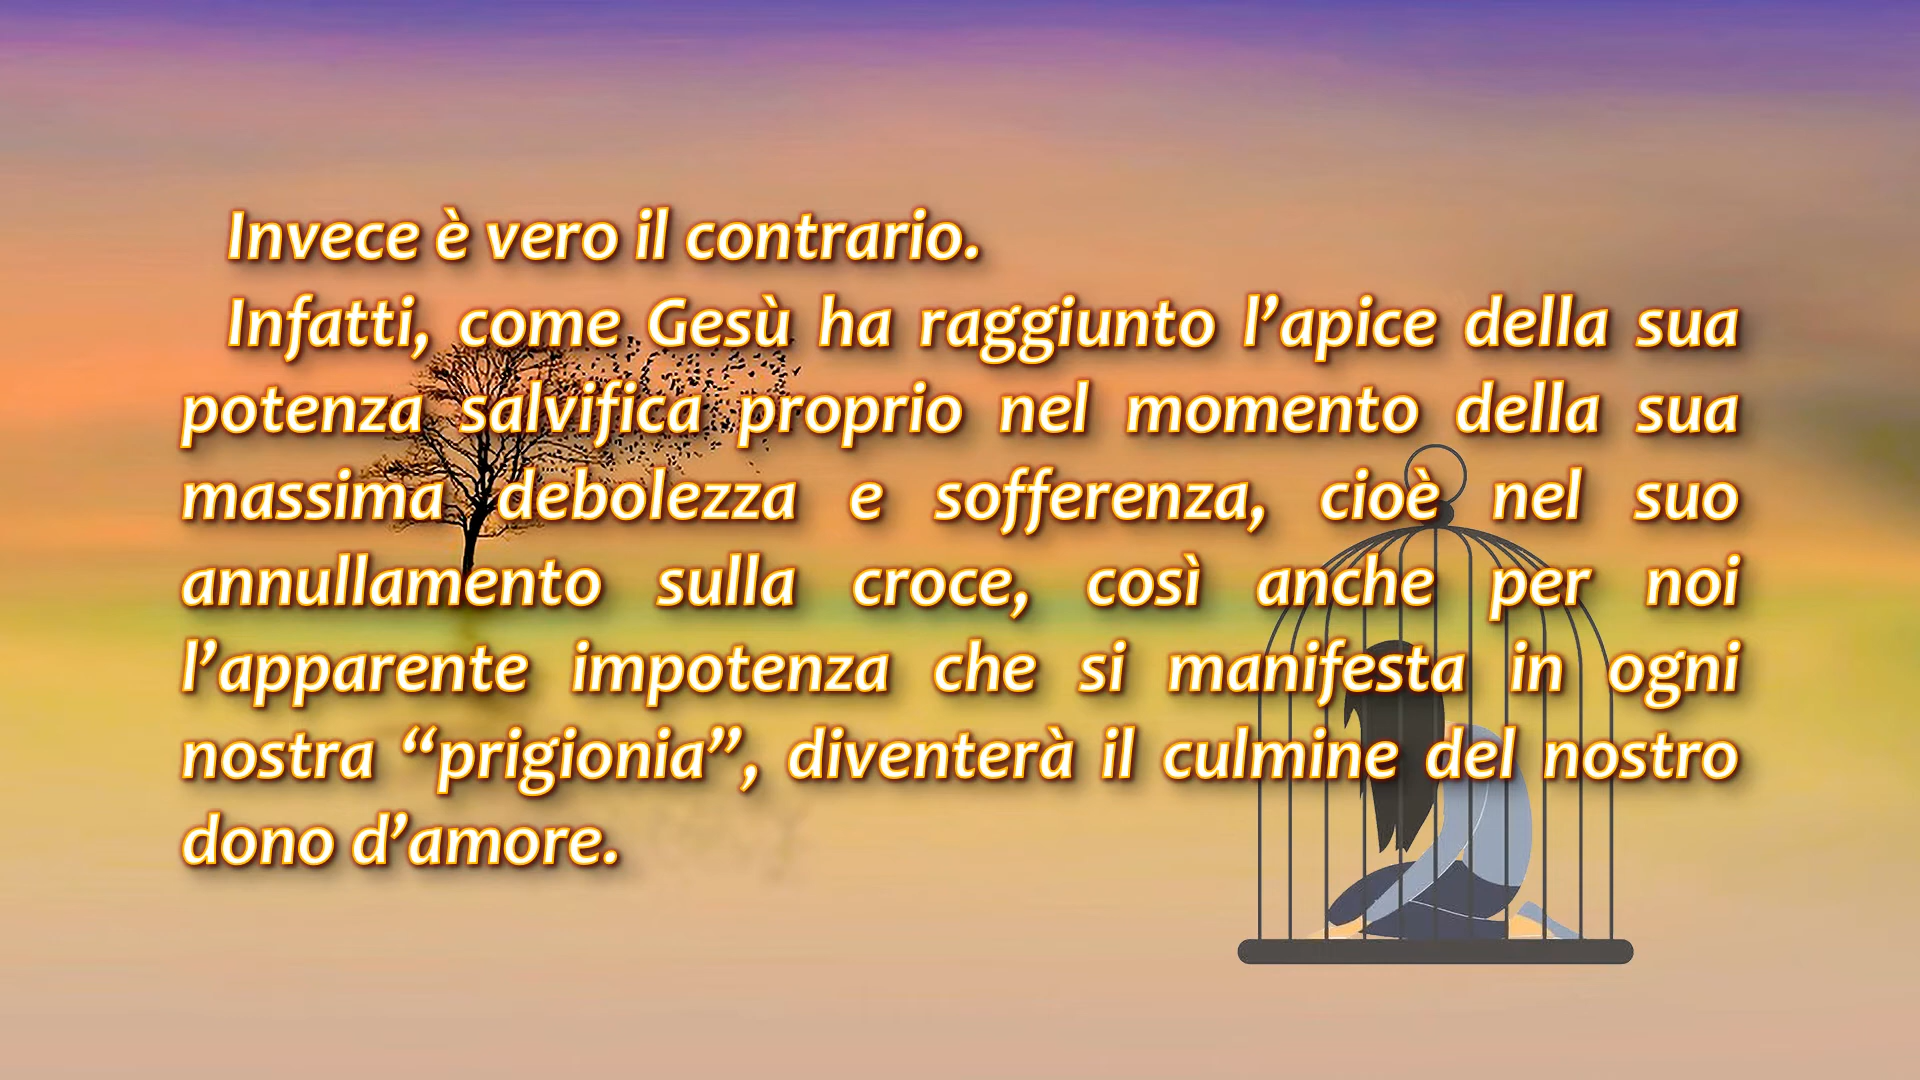 Invece è vero il contrario.
Infatti, come Gesù ha raggiunto l’apice della sua
potenza salvifica proprio nel momento della sua
massima debolezza e sofferenza, cioè nel suo
annullamento sulla croce, così anche per noi
l’apparente impotenza che si manifesta in ogni
nostra “prigionia”, diventerà il culmine del nostro
dono d’amore.